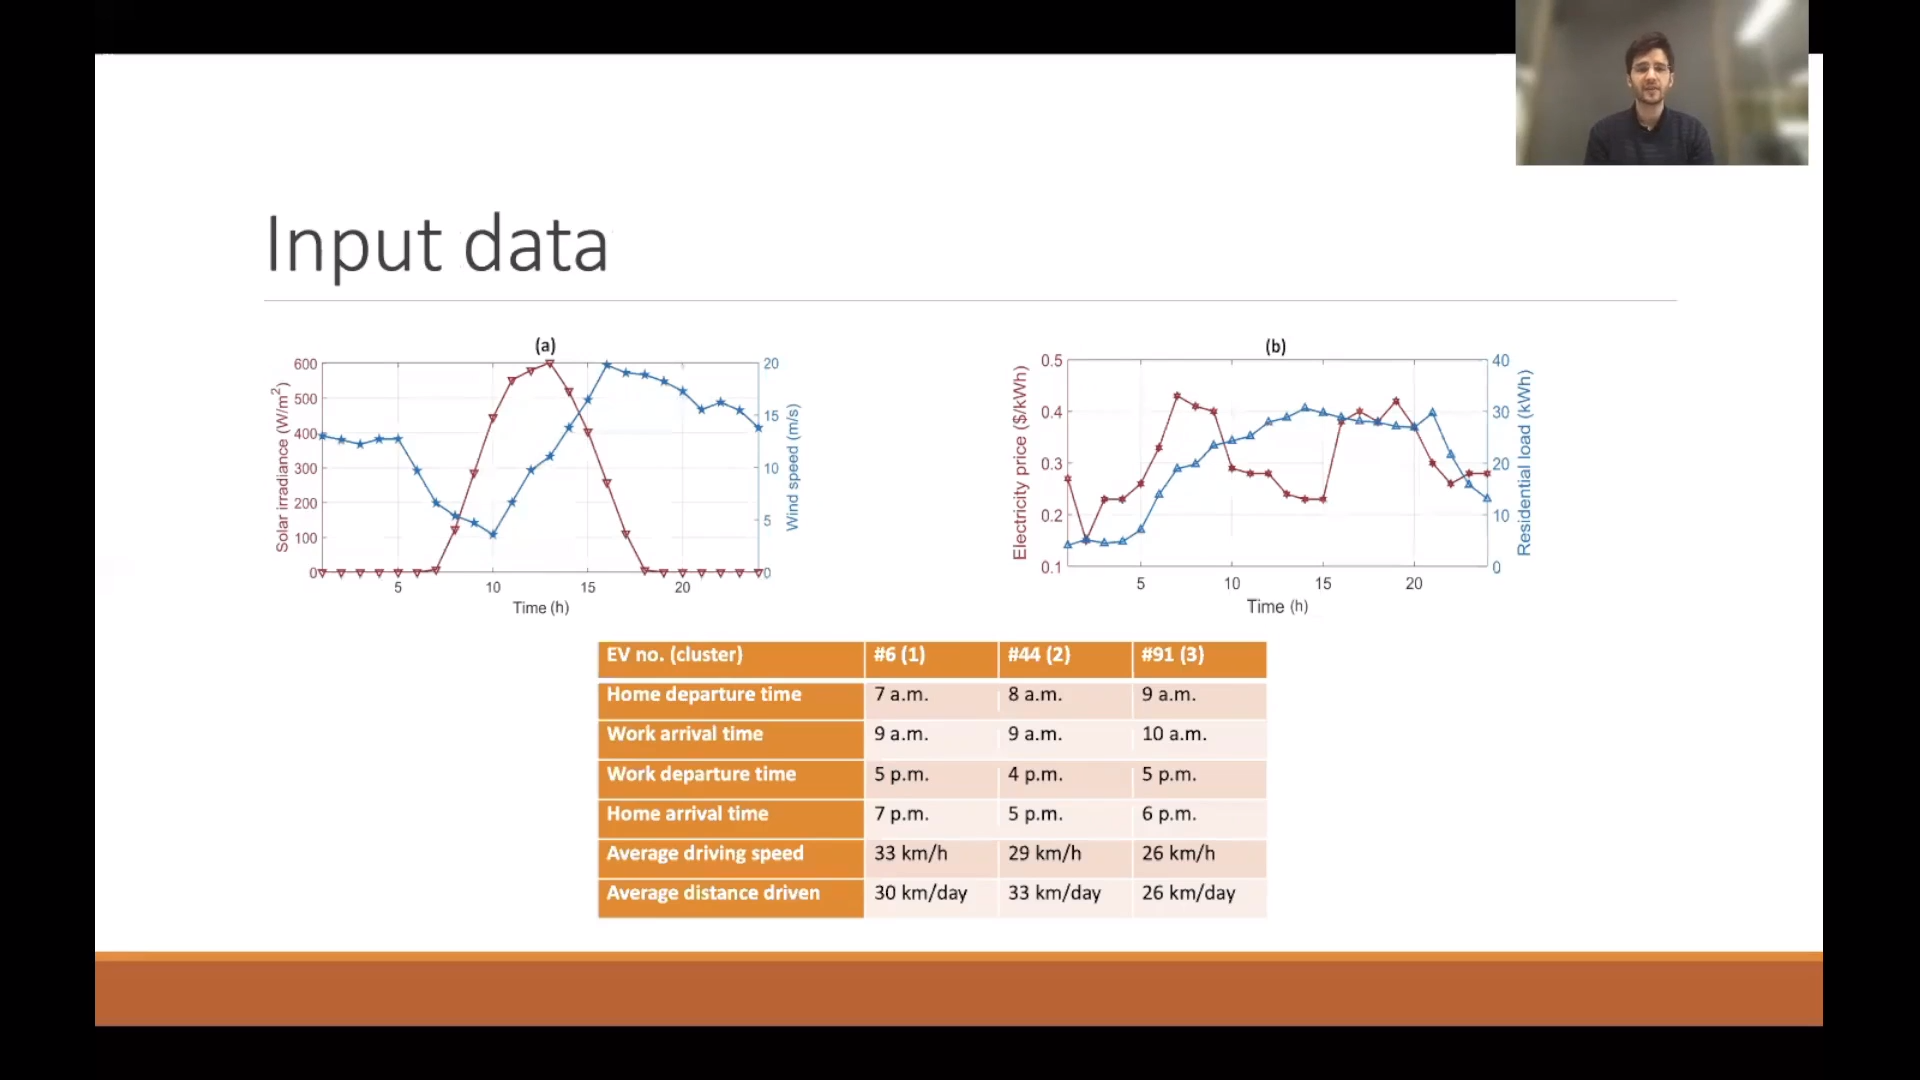 Input data
(a)
600
500
400
300
200
100
0
Solar irradiance (W/m²)
20
15
10
5
0
Wind speed (m/s)
5 10 15 20
Time (h)
(b)
0.5
0.4
0.3
0.2
0.1
Electricity price ($/kWh)
40
30
20
10
0
Residential load (kWh)
5 10 15 20
Time (h)
EV no. (cluster) #6 (1) #44 (2) #91 (3)
Home departure time 7 a.m. 8 a.m. 9 a.m.
Work arrival time 9 a.m. 9 a.m. 10 a.m.
Work departure time 5 p.m. 4 p.m. 5 p.m.
Home arrival time 7 p.m. 5 p.m. 6 p.m.
Average driving speed 33 km/h 29 km/h 26 km/h
Average distance driven 30 km/day 33 km/day 26 km/day